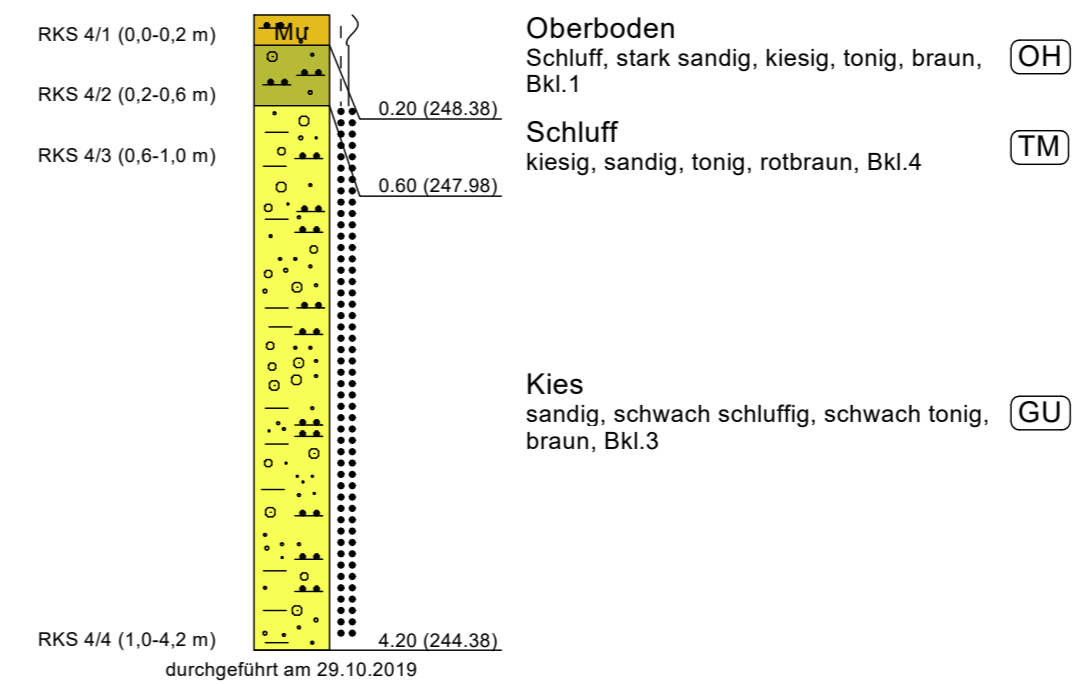 RKS 4/1 (0,0-0,2 m)
Mu
Oberboden
Schluff, stark sandig, kiesig, tonig, braun,
Bkl.1
OH
RKS 4/2 (0,2-0,6 m)
0.20 (248.38)
Schluff
kiesig, sandig, tonig, rotbraun, Bkl.4
TM
RKS 4/3 (0,6-1,0 m)
0.60 (247.98)
Kies
sandig, schwach schluffig, schwach tonig,
braun, Bkl.3
GU
RKS 4/4 (1,0-4,2 m)
4.20 (244.38)
durchgeführt am 29.10.2019